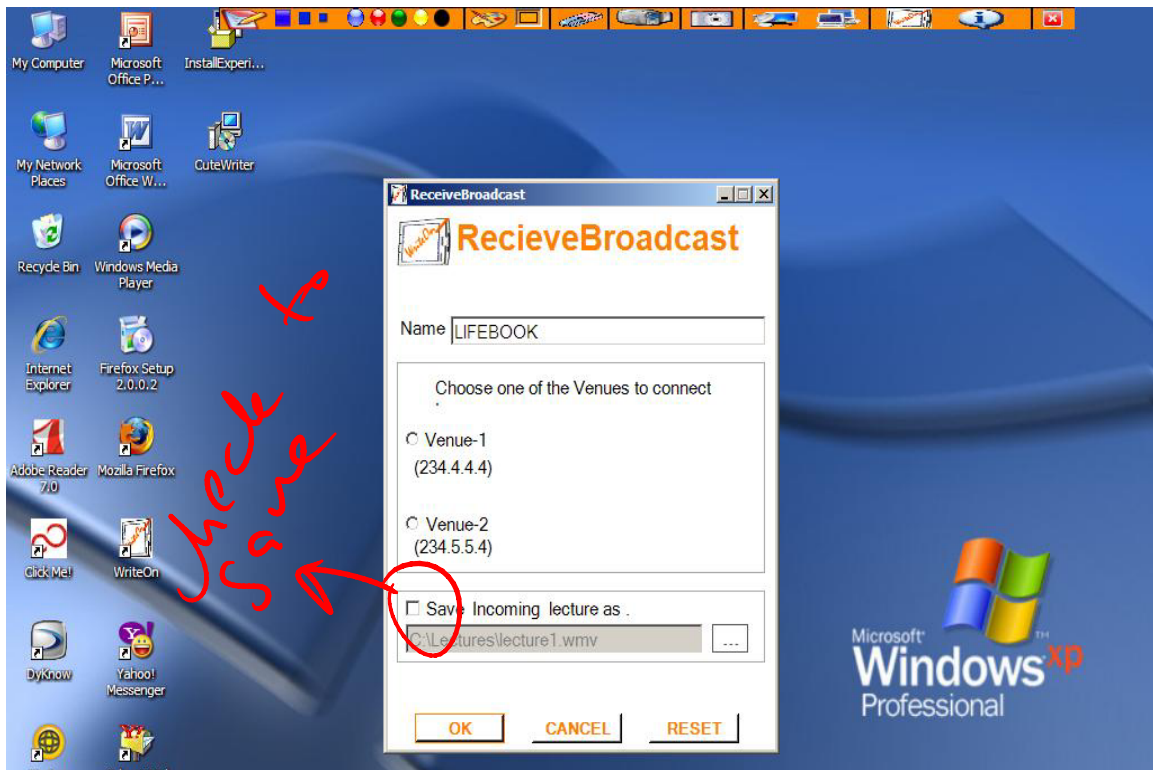 My Computer
Microsoft
Office P...
InstallExperi...
My Network
Places
Microsoft
Office W...
CuteWriter
Recycle Bin
Windows Media
Player
Internet
Explorer
Firefox Setup
2.0.0.2
Adobe Reader
7.0
Mozilla Firefox
Click Me!
WriteOn
DyKnow
Yahoo!
Messenger
check to
save
ReceiveBroadcast
WriteOn
RecieveBroadcast
Name LIFEBOOK
Choose one of the Venues to connect
Venue-1
(234.4.4.4)
Venue-2
(234.5.5.4)
Save Incoming lecture as .
C:\Lectures\lecture1.wmv
...
OK CANCEL RESET
Microsoft
Windows xp TM
Professional